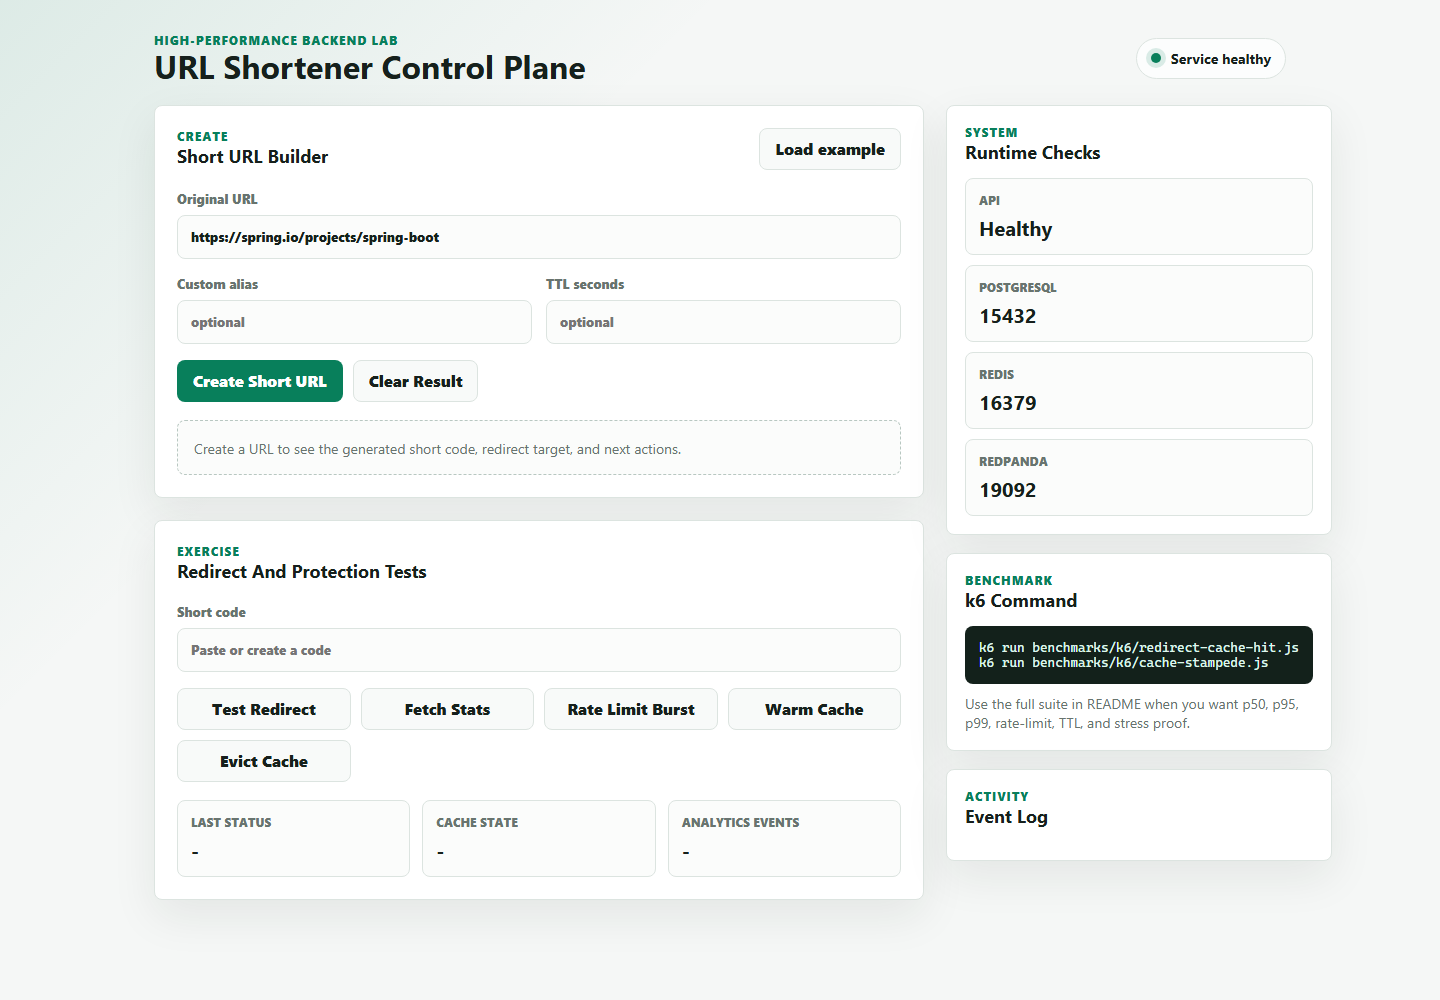 HIGH-PERFORMANCE BACKEND LAB
URL Shortener Control Plane
Service healthy
CREATE
Short URL Builder
Load example
Original URL
https://spring.io/projects/spring-boot
Custom alias
TTL seconds
optional
optional
Create Short URL
Clear Result
Create a URL to see the generated short code, redirect target, and next actions.
EXERCISE
Redirect And Protection Tests
Short code
Paste or create a code
Test Redirect
Fetch Stats
Rate Limit Burst
Warm Cache
Evict Cache
LAST STATUS
-
CACHE STATE
-
ANALYTICS EVENTS
-
SYSTEM
Runtime Checks
API
Healthy
POSTGRESQL
15432
REDIS
16379
REDPANDA
19092
BENCHMARK
k6 Command
k6 run benchmarks/k6/redirect-cache-hit.js
k6 run benchmarks/k6/cache-stampede.js
Use the full suite in README when you want p50, p95,
p99, rate-limit, TTL, and stress proof.
ACTIVITY
Event Log